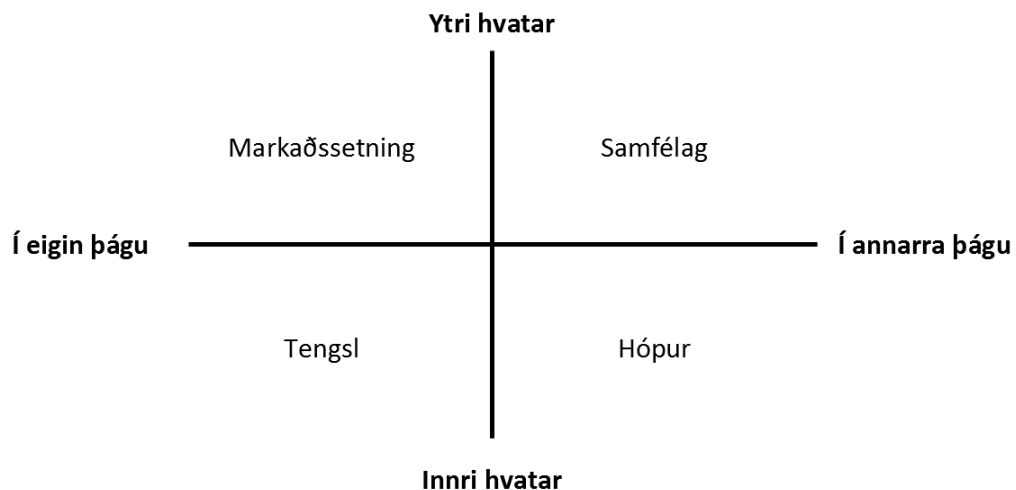 Ytri hvatar
Markaðssetning
Samfélag
Í eigin þágu
Í annarra þágu
Tengsl
Hópur
Innri hvatar